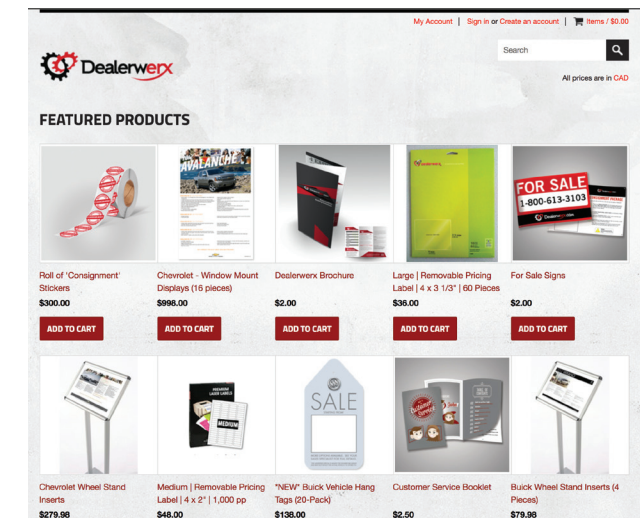 My Account | Sign in or Create an account | Items / $0.00
Search
Dealerwerx
All prices are in CAD
FEATURED PRODUCTS
AVALANCHE
FOR SALE
1-800-613-3103
Dealerwerx
Roll of 'Consignment'
Stickers
$300.00
ADD TO CART
Chevrolet - Window Mount
Displays (16 pieces)
$998.00
ADD TO CART
Dealerwerx Brochure
$2.00
ADD TO CART
Large | Removable Pricing
Label | 4 x 3 1/3" | 60 Pieces
$36.00
ADD TO CART
For Sale Signs
$2.00
ADD TO CART
MEDIUM
SALE
Customer
Service
Chevrolet Wheel Stand
Inserts
$279.98
Medium | Removable Pricing
Label | 4 x 2" | 1,000 pp
$48.00
"NEW" Buick Vehicle Hang
Tags (20-Pack)
$138.00
Customer Service Booklet
$2.50
Buick Wheel Stand Inserts (4
Pieces)
$79.98